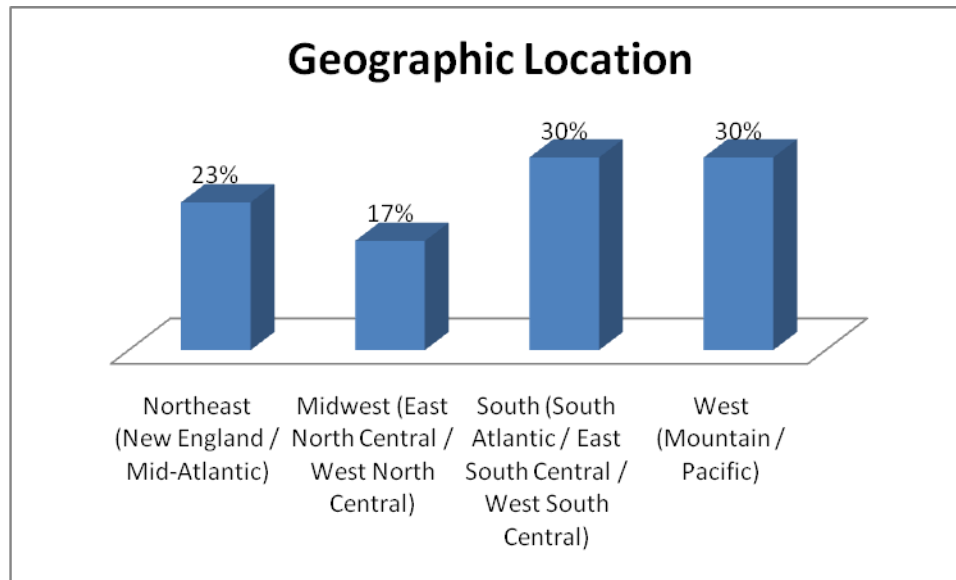 Geographic Location
23%
17%
30%
30%
Northeast
(New England /
Mid-Atlantic)
Midwest (East
North Central /
West North
Central)
South (South
Atlantic / East
South Central /
West South
Central)
West
(Mountain /
Pacific)